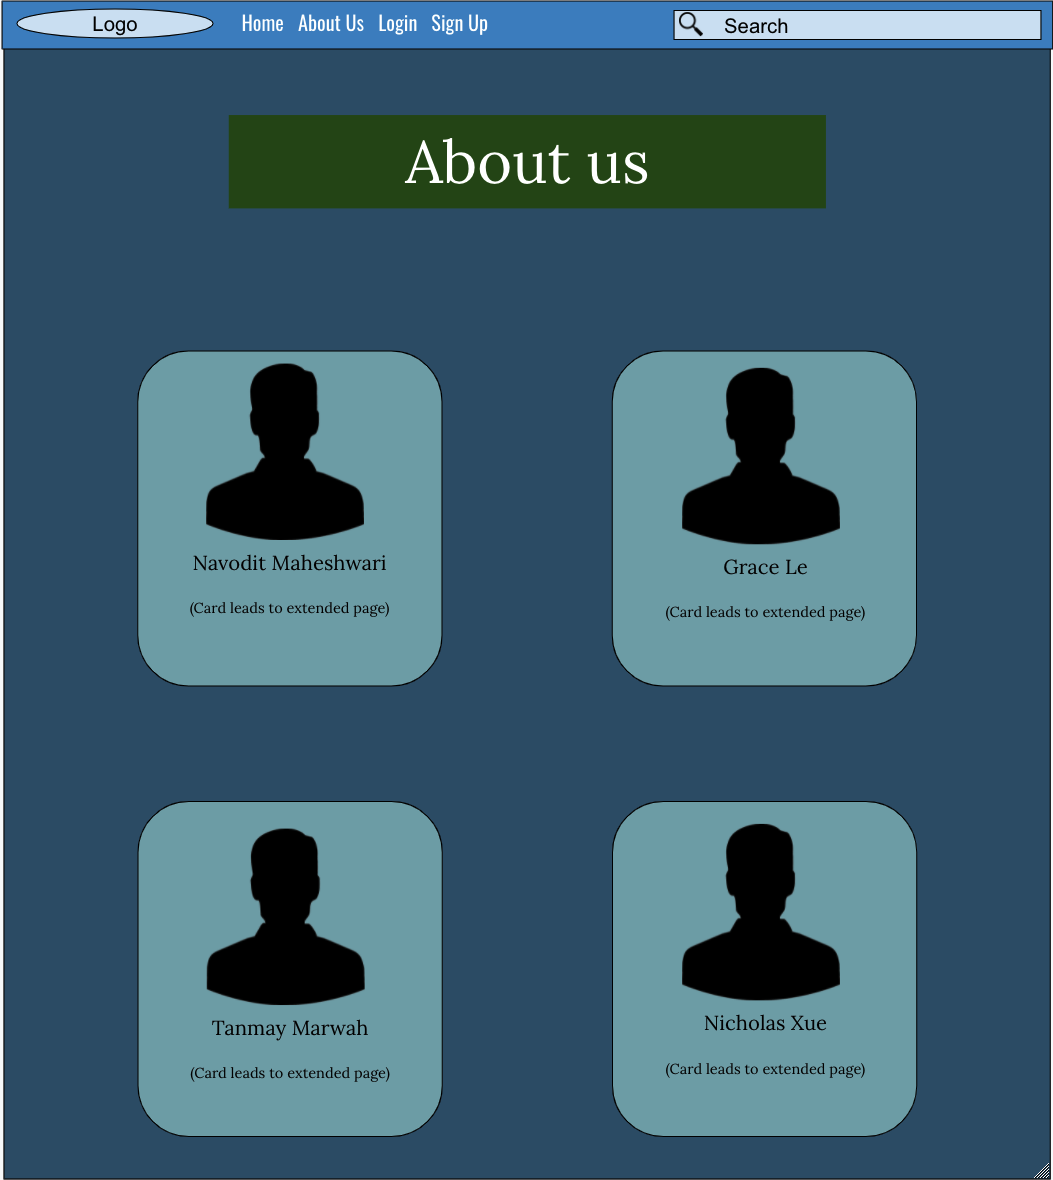 Logo Home About Us Login Sign Up Search
About us
Navodit Maheshwari
(Card leads to extended page)
Grace Le
(Card leads to extended page)
Tanmay Marwah
(Card leads to extended page)
Nicholas Xue
(Card leads to extended page)